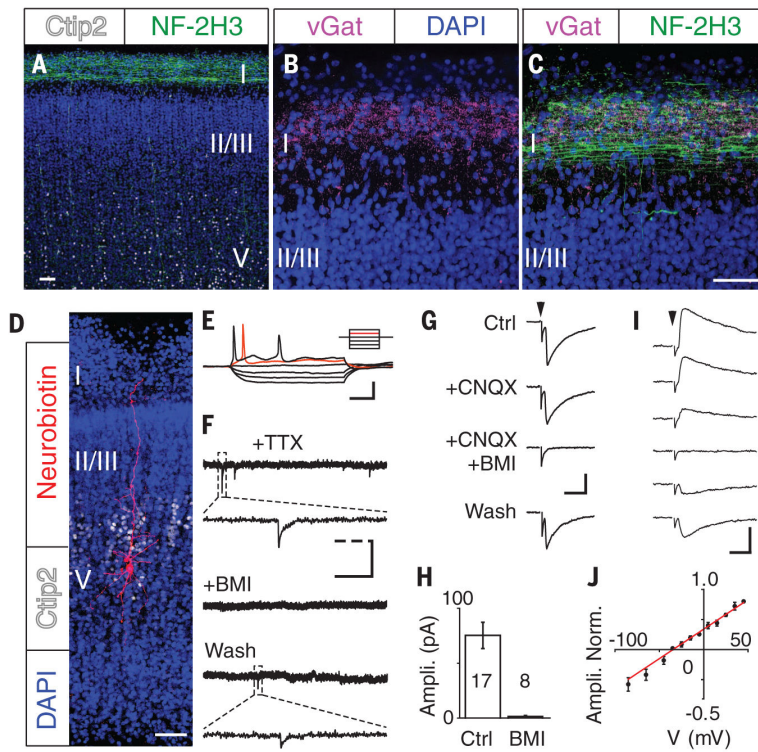 Ctip2 NF-2H3 vGat DAPI vGat NF-2H3
A
I
II/III
V
B
I
II/III
C
I
II/III
D
Neurobiotin
Ctip2
DAPI
I
II/III
V
E
F
+TTX
+BMI
Wash
G
Ctrl
+CNQX
+CNQX
+BMI
Wash
H
Ampli. (pA)
100
0
17
8
Ctrl BMI
I
J
Ampli. Norm.
1.0
-100
50
0
-0.5
V (mV)